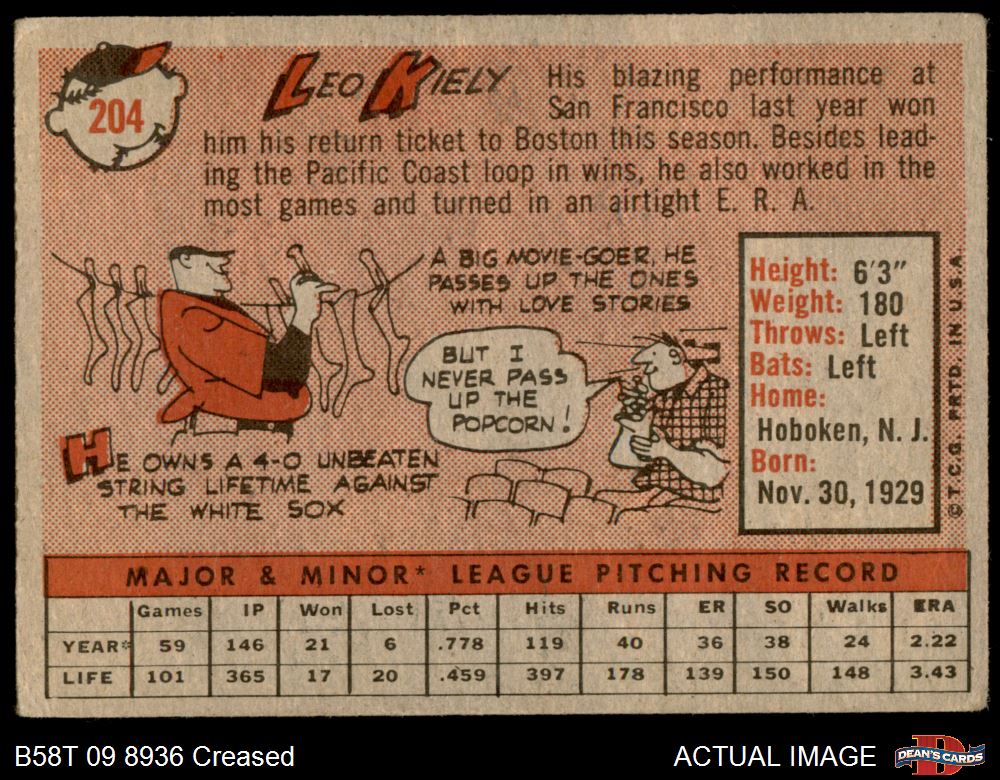 204
LEO KIELY
His blazing performance at
San Francisco last year won
him his return ticket to Boston this season. Besides lead-
ing the Pacific Coast loop in wins, he also worked in the
most games and turned in an airtight E. R. A.
A BIG MOVIE-GOER, HE
PASSES UP THE ONES
WITH LOVE STORIES
BUT I
NEVER PASS
UP THE
POPCORN!
HE OWNS A 4-0 UNBEATEN
STRING LIFETIME AGAINST
THE WHITE SOX
Height: 6'3"
Weight: 180
Throws: Left
Bats: Left
Home:
Hoboken, N. J.
Born:
Nov. 30, 1929
© T.C.G. PRTD. IN U.S.A.
MAJOR & MINOR* LEAGUE PITCHING RECORD
Games IP Won Lost Pct Hits Runs ER SO Walks ERA
YEAR* 59 146 21 6 .778 119 40 36 38 24 2.22
LIFE 101 365 17 20 .459 397 178 139 150 148 3.43
B58T 09 8936 Creased
ACTUAL IMAGE
DEAN'S CARDS